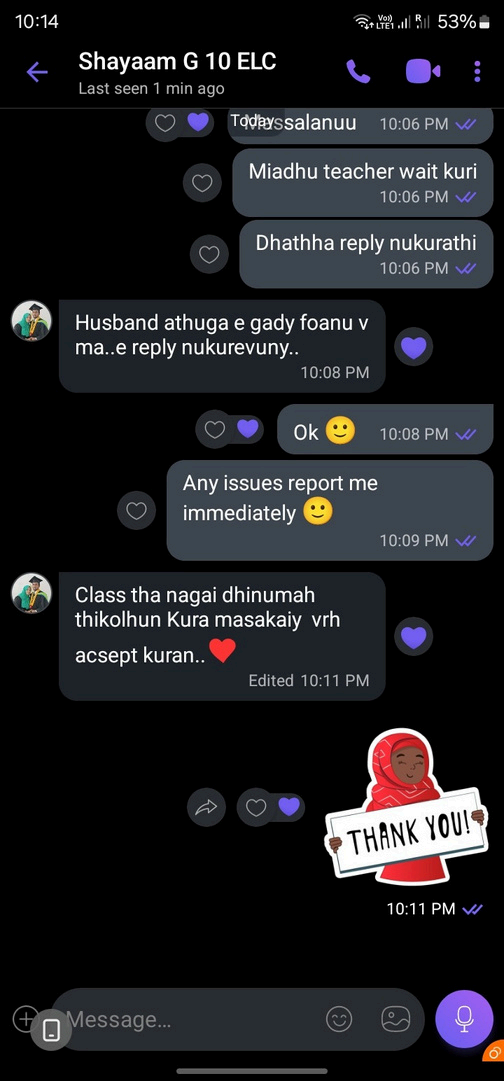 10:14
Vo)) LTE1
R
53%
Shayaam G 10 ELC
Last seen 1 min ago
Today
10:06 PM
Miadhu teacher wait kuri
10:06 PM
Dhathha reply nukurathi
10:06 PM
Husband athuga e gady foanu v
ma..e reply nukurevuny..
10:08 PM
Ok 🙂 10:08 PM
Any issues report me
immediately 🙂
10:09 PM
Class tha nagai dhinumah
thikolhun Kura masakaiy vrh
acsept kuran.. ❤️
Edited 10:11 PM
THANK YOU!
10:11 PM
Message...